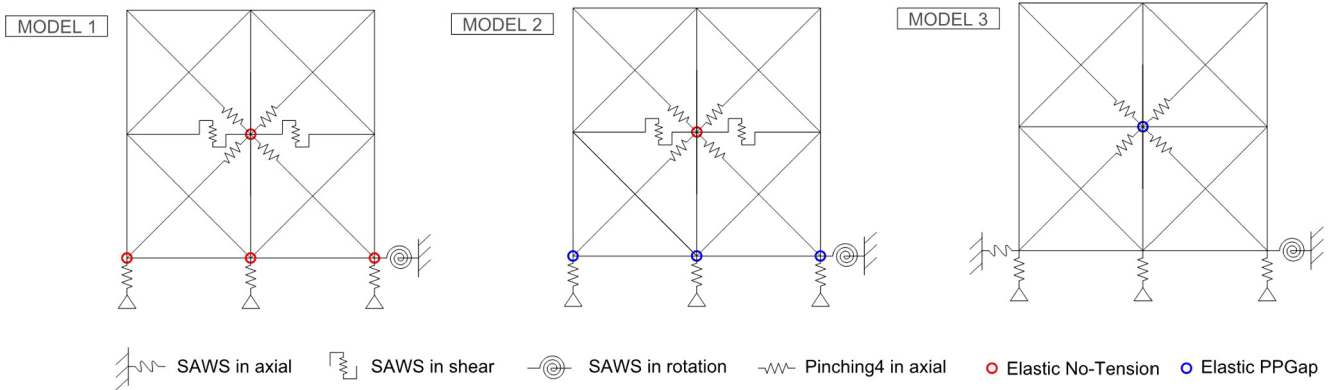 MODEL 1
MODEL 2
MODEL 3
SAWS in axial
SAWS in shear
SAWS in rotation
Pinching4 in axial
Elastic No-Tension
Elastic PPGap